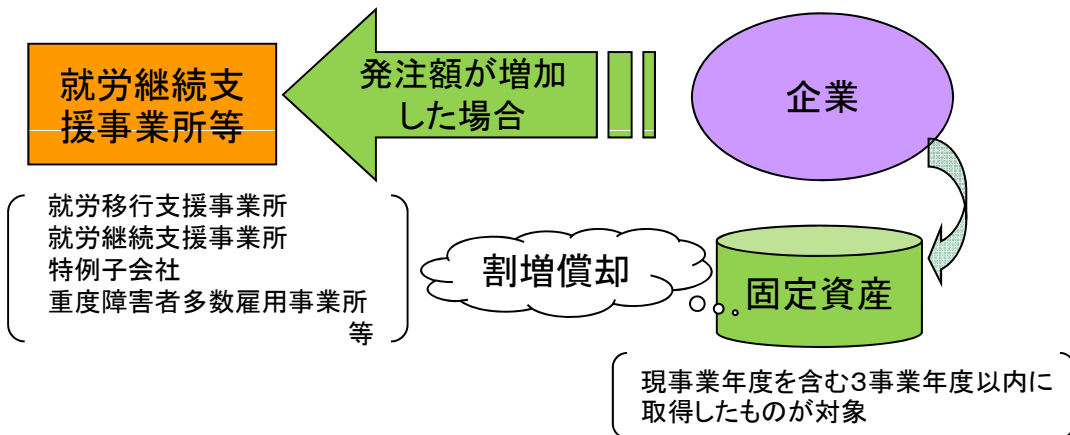 就労継続支
援事業所等
発注額が増加
した場合
企業
就労移行支援事業所
就労継続支援事業所
特例子会社
重度障害者多数雇用事業所
等
割増償却
固定資産
現事業年度を含む3事業年度以内に
取得したものが対象